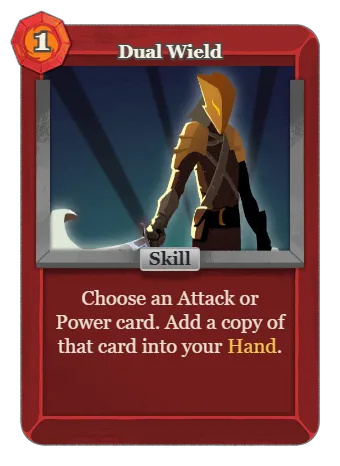 1
Dual Wield
Skill
Choose an Attack or
Power card. Add a copy of
that card into your Hand.